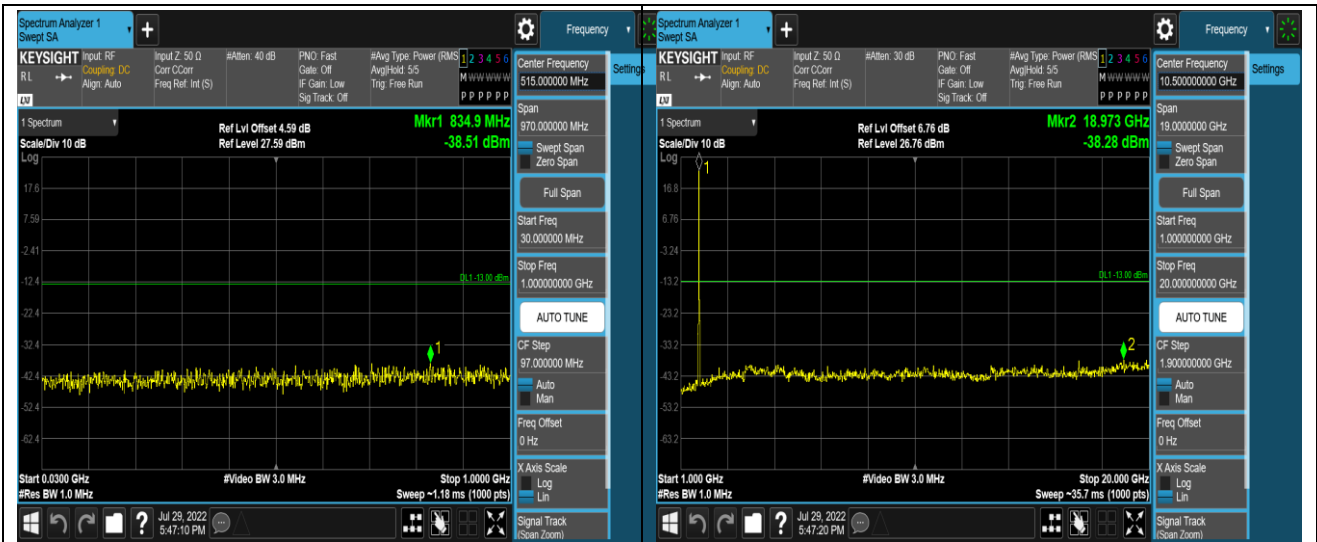 Spectrum Analyzer 1
Swept SA
+
Frequency
KEYSIGHT
RL
LXI
Input: RF
Coupling: DC
Align: Auto
Input Z: 50 Ω
Corr CCorr
Freq Ref: Int (S)
#Atten: 40 dB
PNO: Fast
Gate: Off
IF Gain: Low
Sig Track: Off
#Avg Type: Power (RMS
Avg|Hold: 5/5
Trig: Free Run
1 2 3 4 5 6
M W W W W W
P P P P P P
1 Spectrum
Scale/Div 10 dB
Log
Ref Lvl Offset 4.59 dB
Ref Level 27.59 dBm
Mkr1 834.9 MHz
-38.51 dBm
17.6
7.59
-2.41
-12.4
-22.4
-32.4
-42.4
-52.4
-62.4
DL1 -13.00 dBm
1
Start 0.0300 GHz
#Res BW 1.0 MHz
#Video BW 3.0 MHz
Stop 1.0000 GHz
Sweep ~1.18 ms (1000 pts)
?
Jul 29, 2022
5:47:10 PM
Center Frequency
515.000000 MHz
Span
970.000000 MHz
Swept Span
Zero Span
Full Span
Start Freq
30.000000 MHz
Stop Freq
1.000000000 GHz
AUTO TUNE
CF Step
97.000000 MHz
Auto
Man
Freq Offset
0 Hz
X Axis Scale
Log
Lin
Signal Track
(Span Zoom)
Settings
Spectrum Analyzer 1
Swept SA
+
Frequency
KEYSIGHT
RL
LXI
Input: RF
Coupling: DC
Align: Auto
Input Z: 50 Ω
Corr CCorr
Freq Ref: Int (S)
#Atten: 30 dB
PNO: Fast
Gate: Off
IF Gain: Low
Sig Track: Off
#Avg Type: Power (RMS
Avg|Hold: 5/5
Trig: Free Run
1 2 3 4 5 6
M W W W W W
P P P P P P
1 Spectrum
Scale/Div 10 dB
Log
Ref Lvl Offset 6.76 dB
Ref Level 26.76 dBm
Mkr2 18.973 GHz
-38.28 dBm
1
16.8
6.76
-3.24
-13.2
-23.2
-33.2
-43.2
-53.2
-63.2
DL1 -13.00 dBm
2
Start 1.000 GHz
#Res BW 1.0 MHz
#Video BW 3.0 MHz
Stop 20.000 GHz
Sweep ~35.7 ms (1000 pts)
?
Jul 29, 2022
5:47:20 PM
Center Frequency
10.500000000 GHz
Span
19.0000000 GHz
Swept Span
Zero Span
Full Span
Start Freq
1.000000000 GHz
Stop Freq
20.000000000 GHz
AUTO TUNE
CF Step
1.900000000 GHz
Auto
Man
Freq Offset
0 Hz
X Axis Scale
Log
Lin
Signal Track
(Span Zoom)
Settings